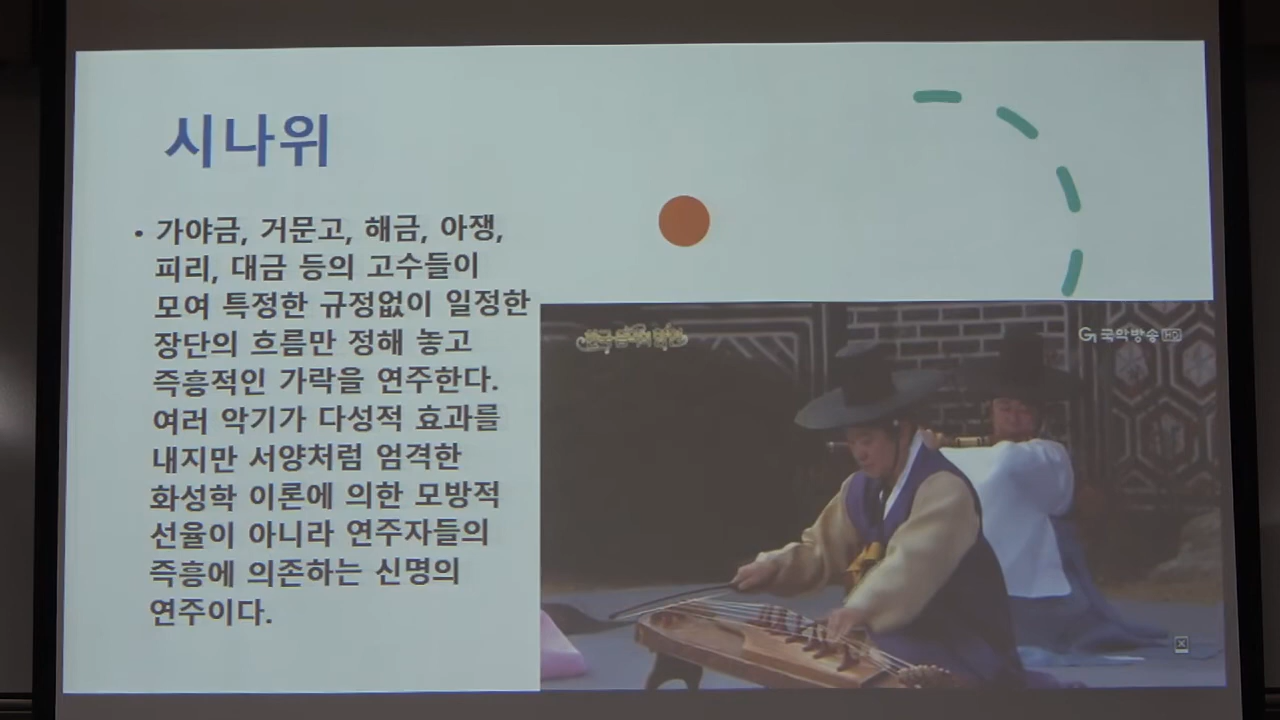 시나위
• 가야금, 거문고, 해금, 아쟁,
피리, 대금 등의 고수들이
모여 특정한 규정없이 일정한
장단의 흐름만 정해 놓고
즉흥적인 가락을 연주한다.
여러 악기가 다성적 효과를
내지만 서양처럼 엄격한
화성학 이론에 의한 모방적
선율이 아니라 연주자들의
즉흥에 의존하는 신명의
연주이다.
국악방송 HD